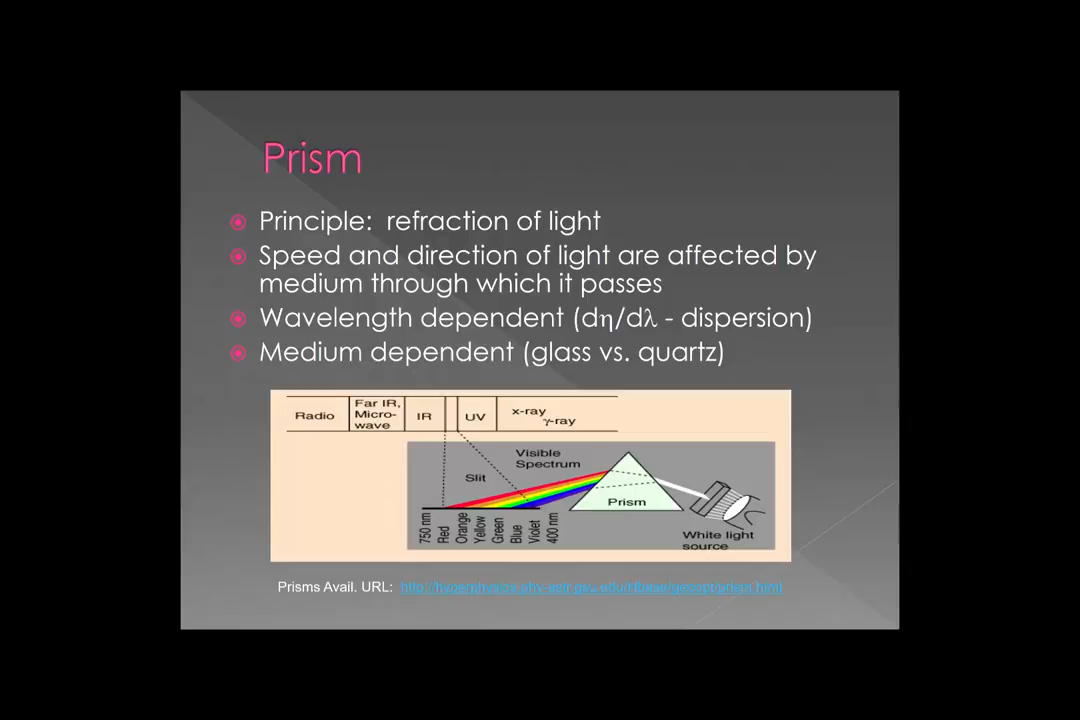 Prism
Principle: refraction of light
Speed and direction of light are affected by
medium through which it passes
Wavelength dependent (dη/dλ - dispersion)
Medium dependent (glass vs. quartz)
Radio
Far IR,
Micro-
wave
IR
UV
x-ray
γ-ray
Visible
Spectrum
Slit
Prism
White light
source
750 nm
Red
Orange
Yellow
Green
Blue
Violet
400 nm
Prisms Avail. URL: